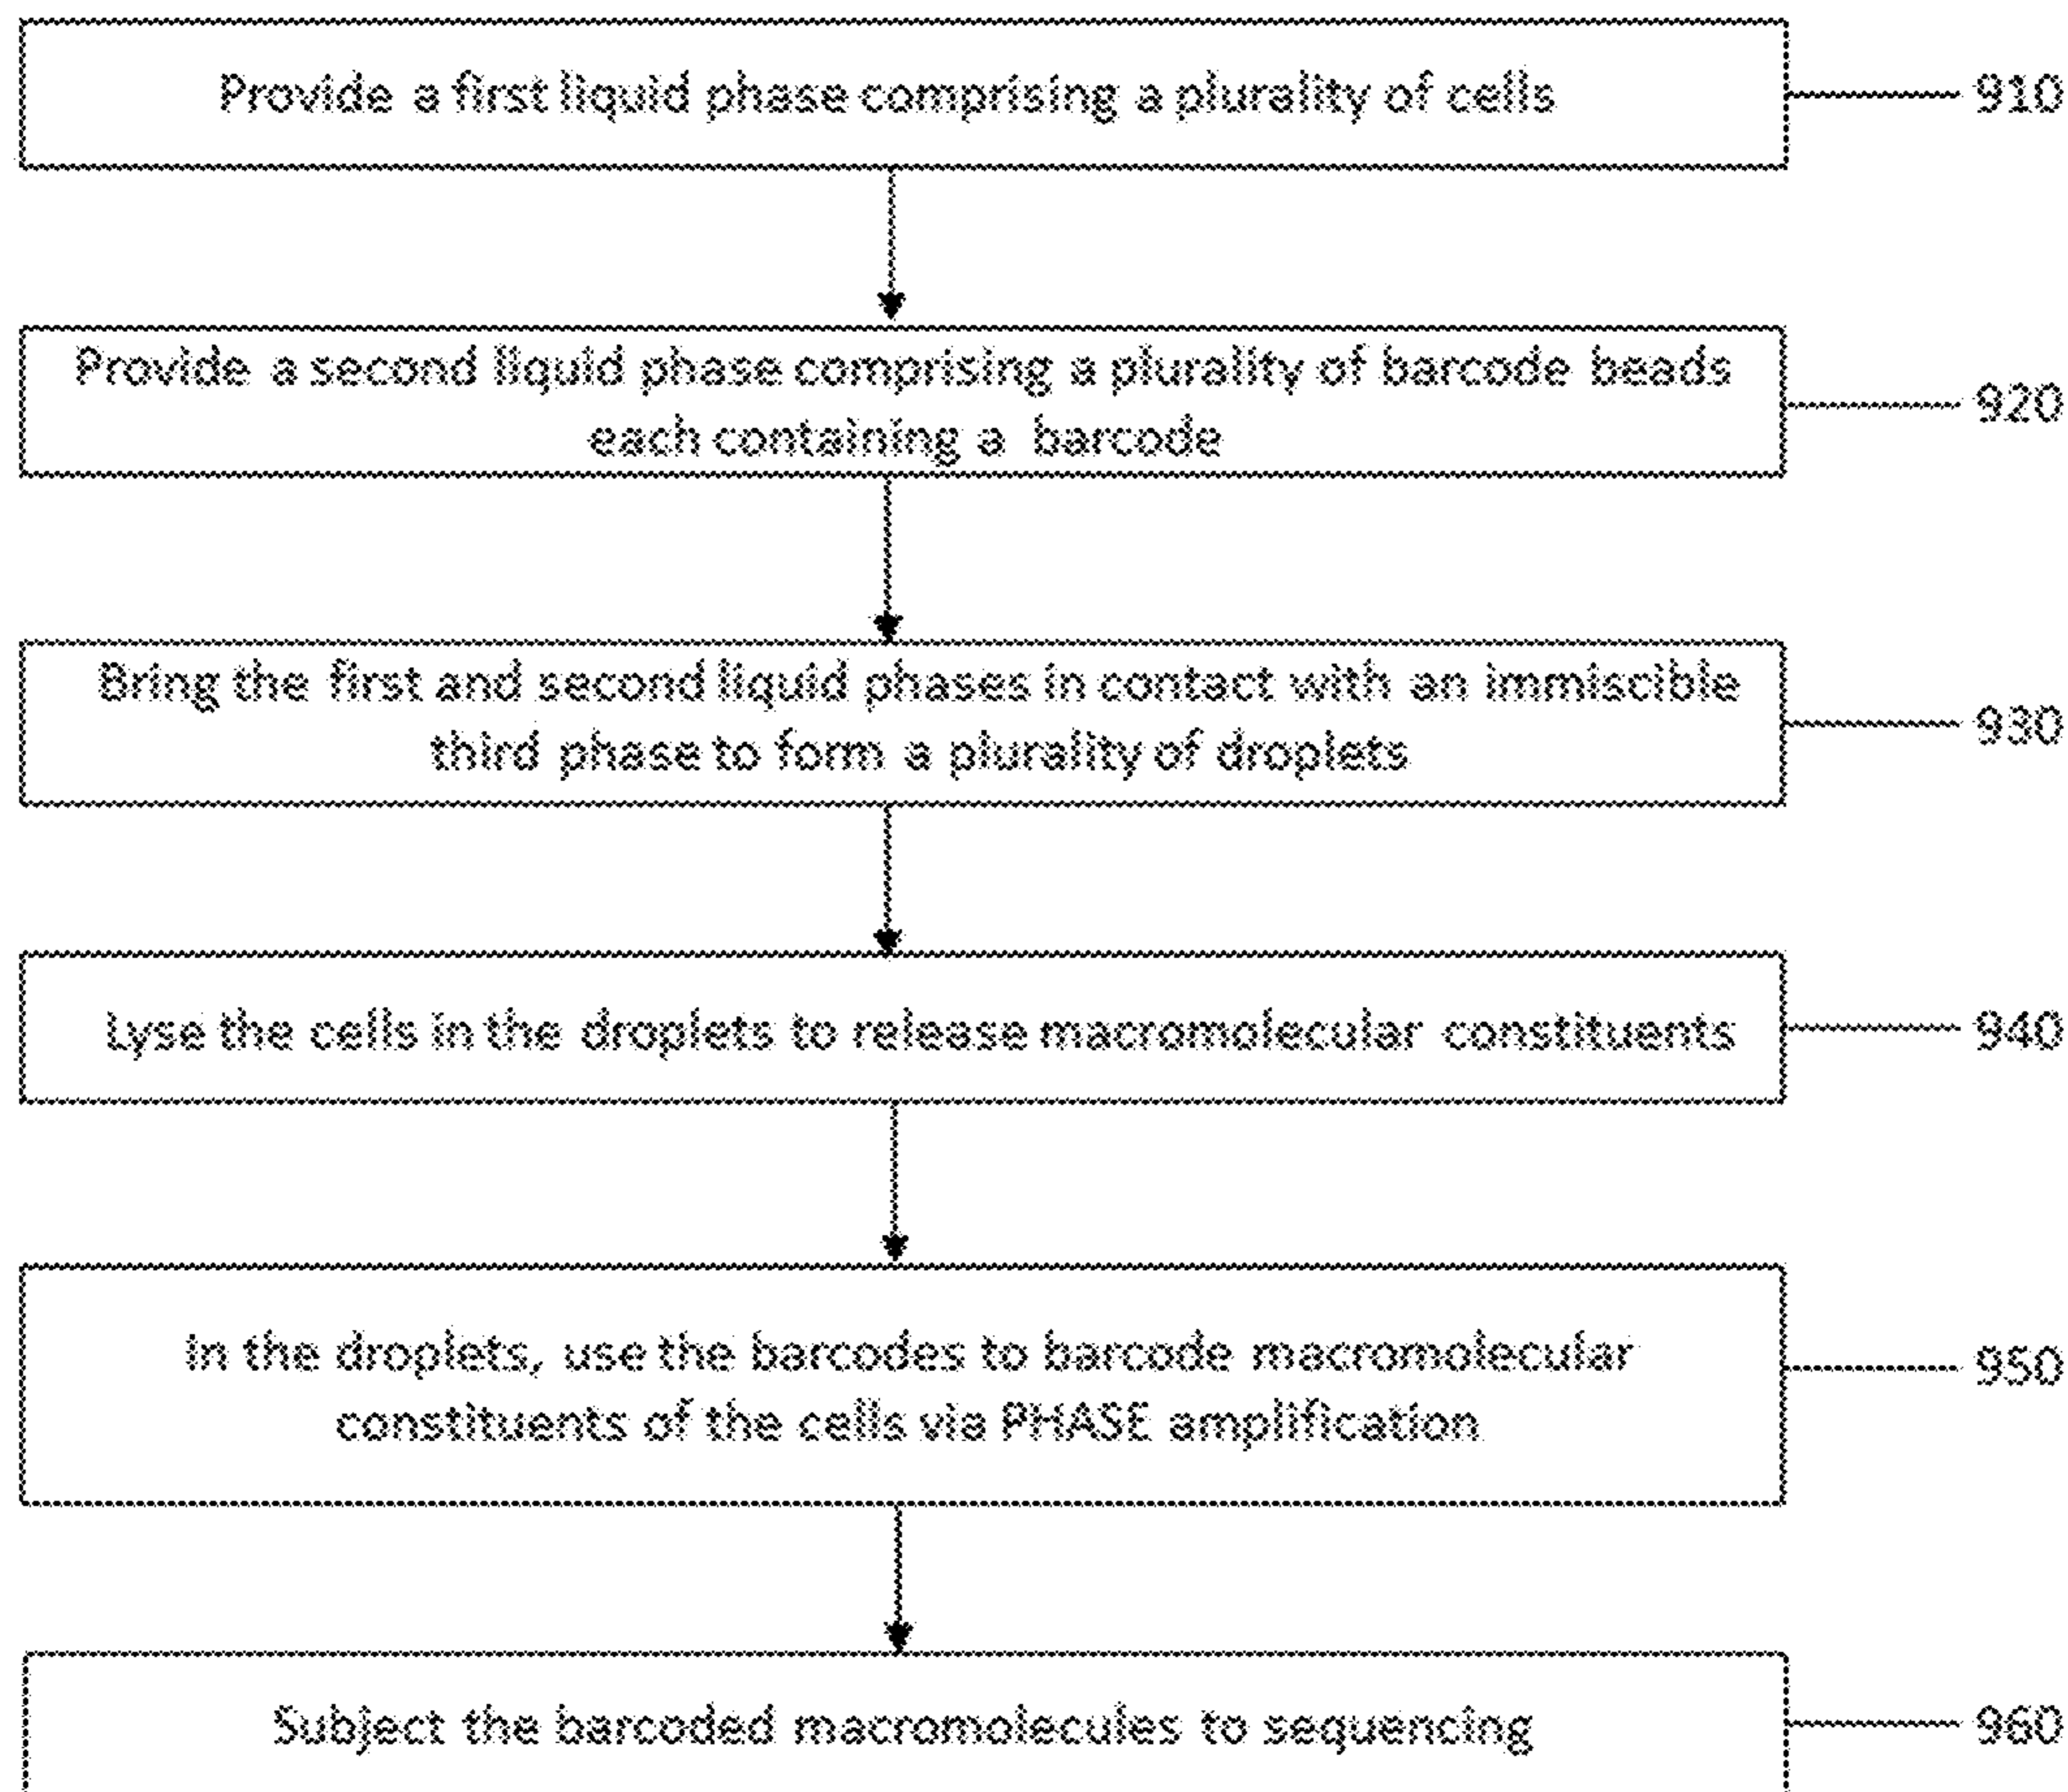 Provide a first liquid phase comprising a plurality of cells
910
Provide a second liquid phase comprising a plurality of barcode beads
each containing a barcode
920
Bring the first and second liquid phases in contact with an immiscible
third phase to form a plurality of droplets
930
Lyse the cells in the droplets to release macromolecular constituents
940
In the droplets, use the barcodes to barcode macromolecular
constituents of the cells via PHASE amplification
950
Subject the barcoded macromolecules to sequencing
960